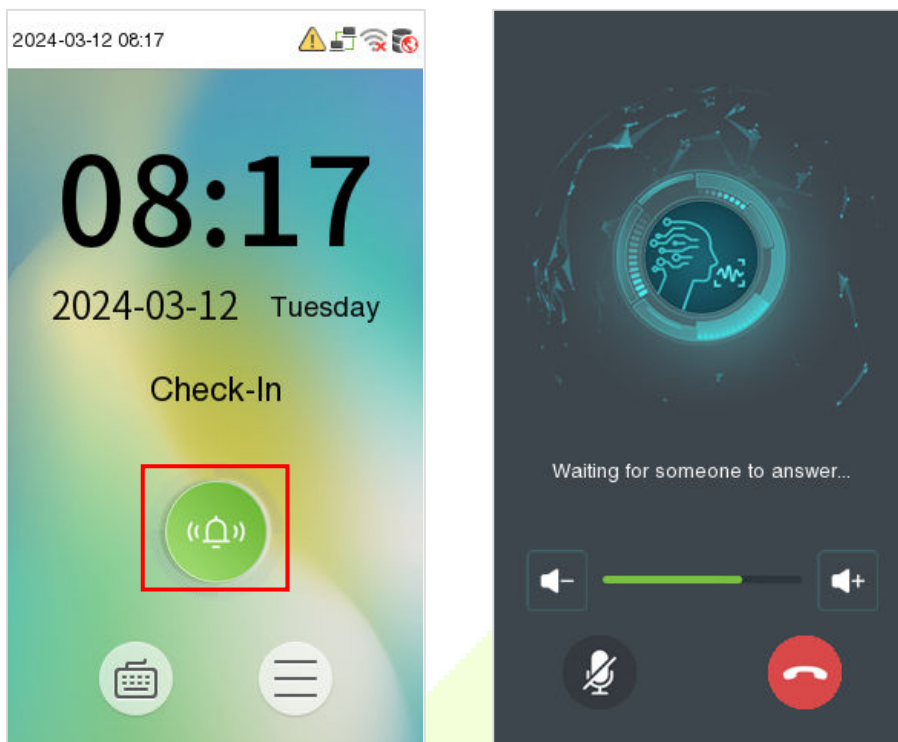 2024-03-12 08:17
08:17
2024-03-12 Tuesday
Check-In
Waiting for someone to answer...